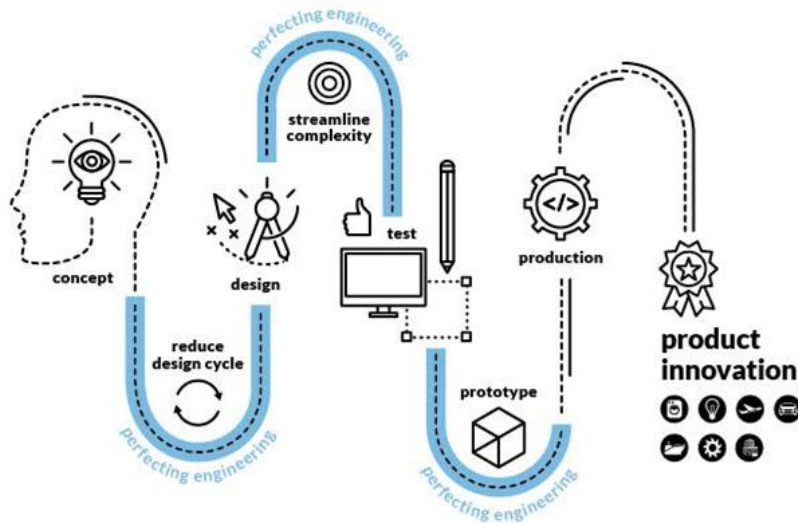 concept
reduce
design cycle
perfecting engineering
design
perfecting engineering
streamline
complexity
test
prototype
perfecting engineering
</>
production
product
innovation